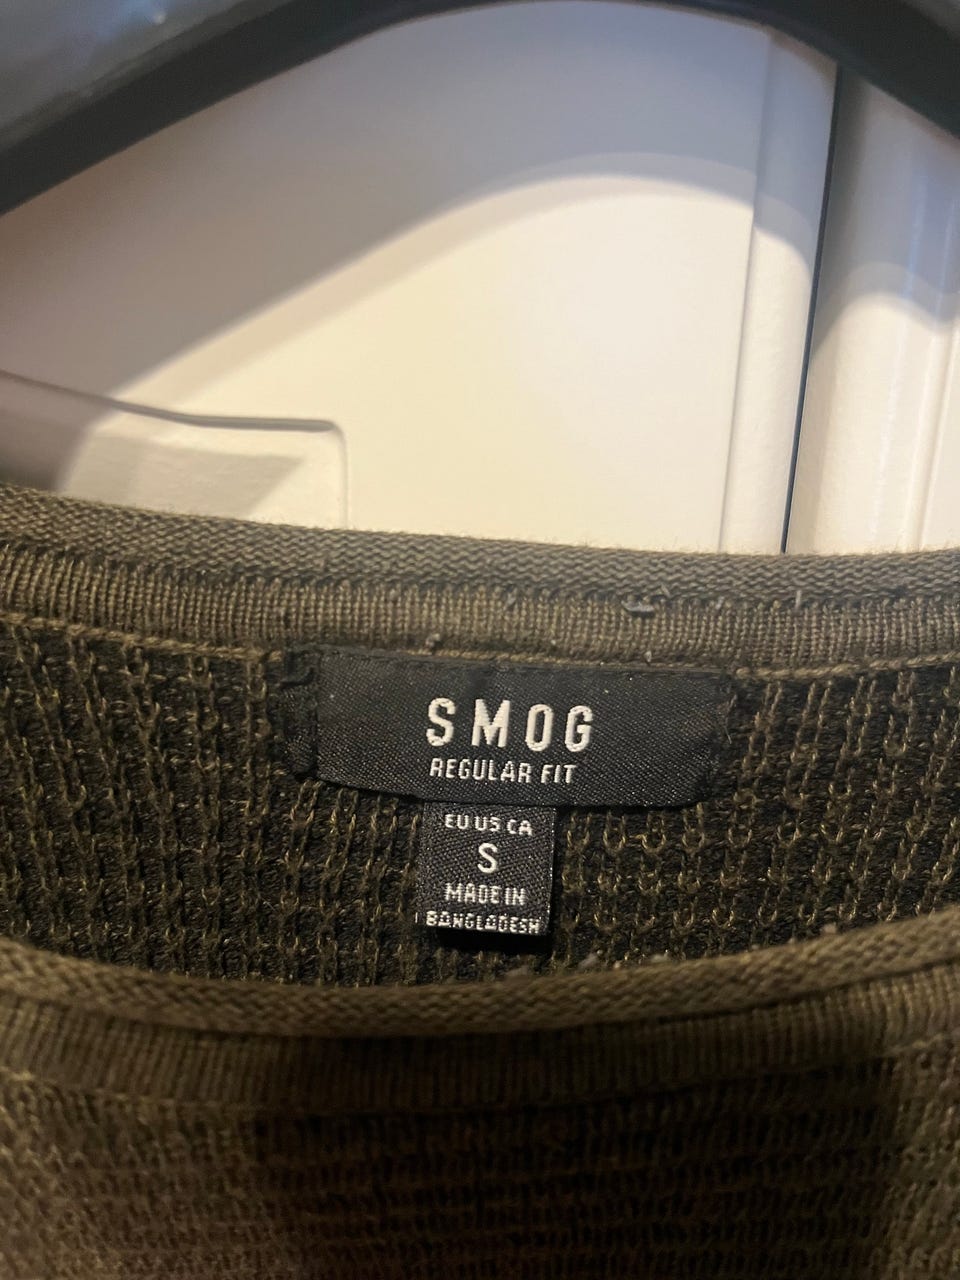 SMOG
REGULAR FIT
EU US CA
S
MADE IN
BANGLADESH